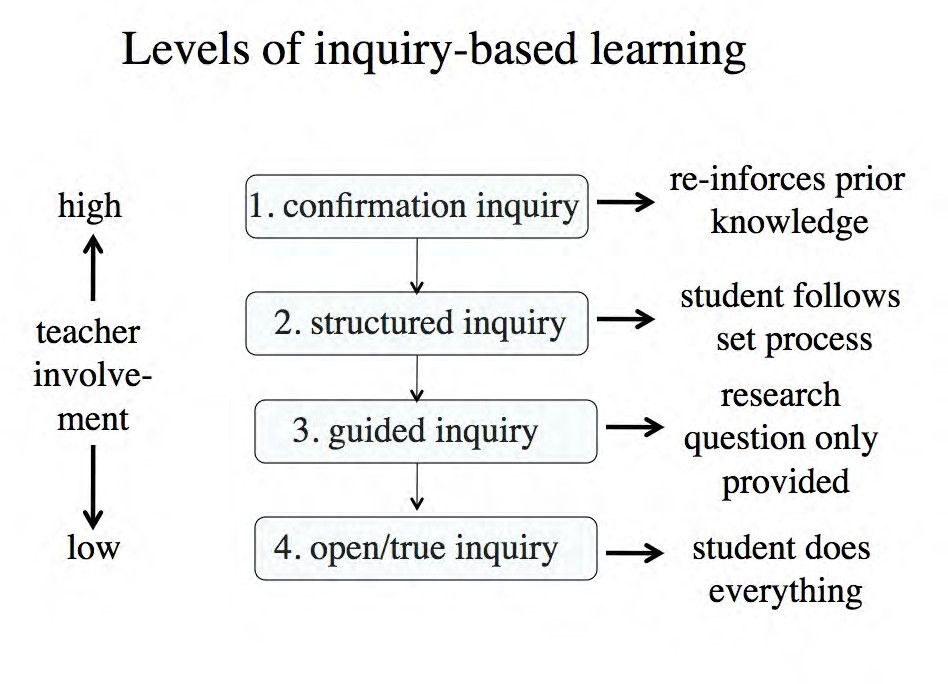 Levels of inquiry-based learning
high
teacher
involve-
ment
low
1. confirmation inquiry
re-inforces prior
knowledge
2. structured inquiry
student follows
set process
3. guided inquiry
research
question only
provided
4. open/true inquiry
student does
everything